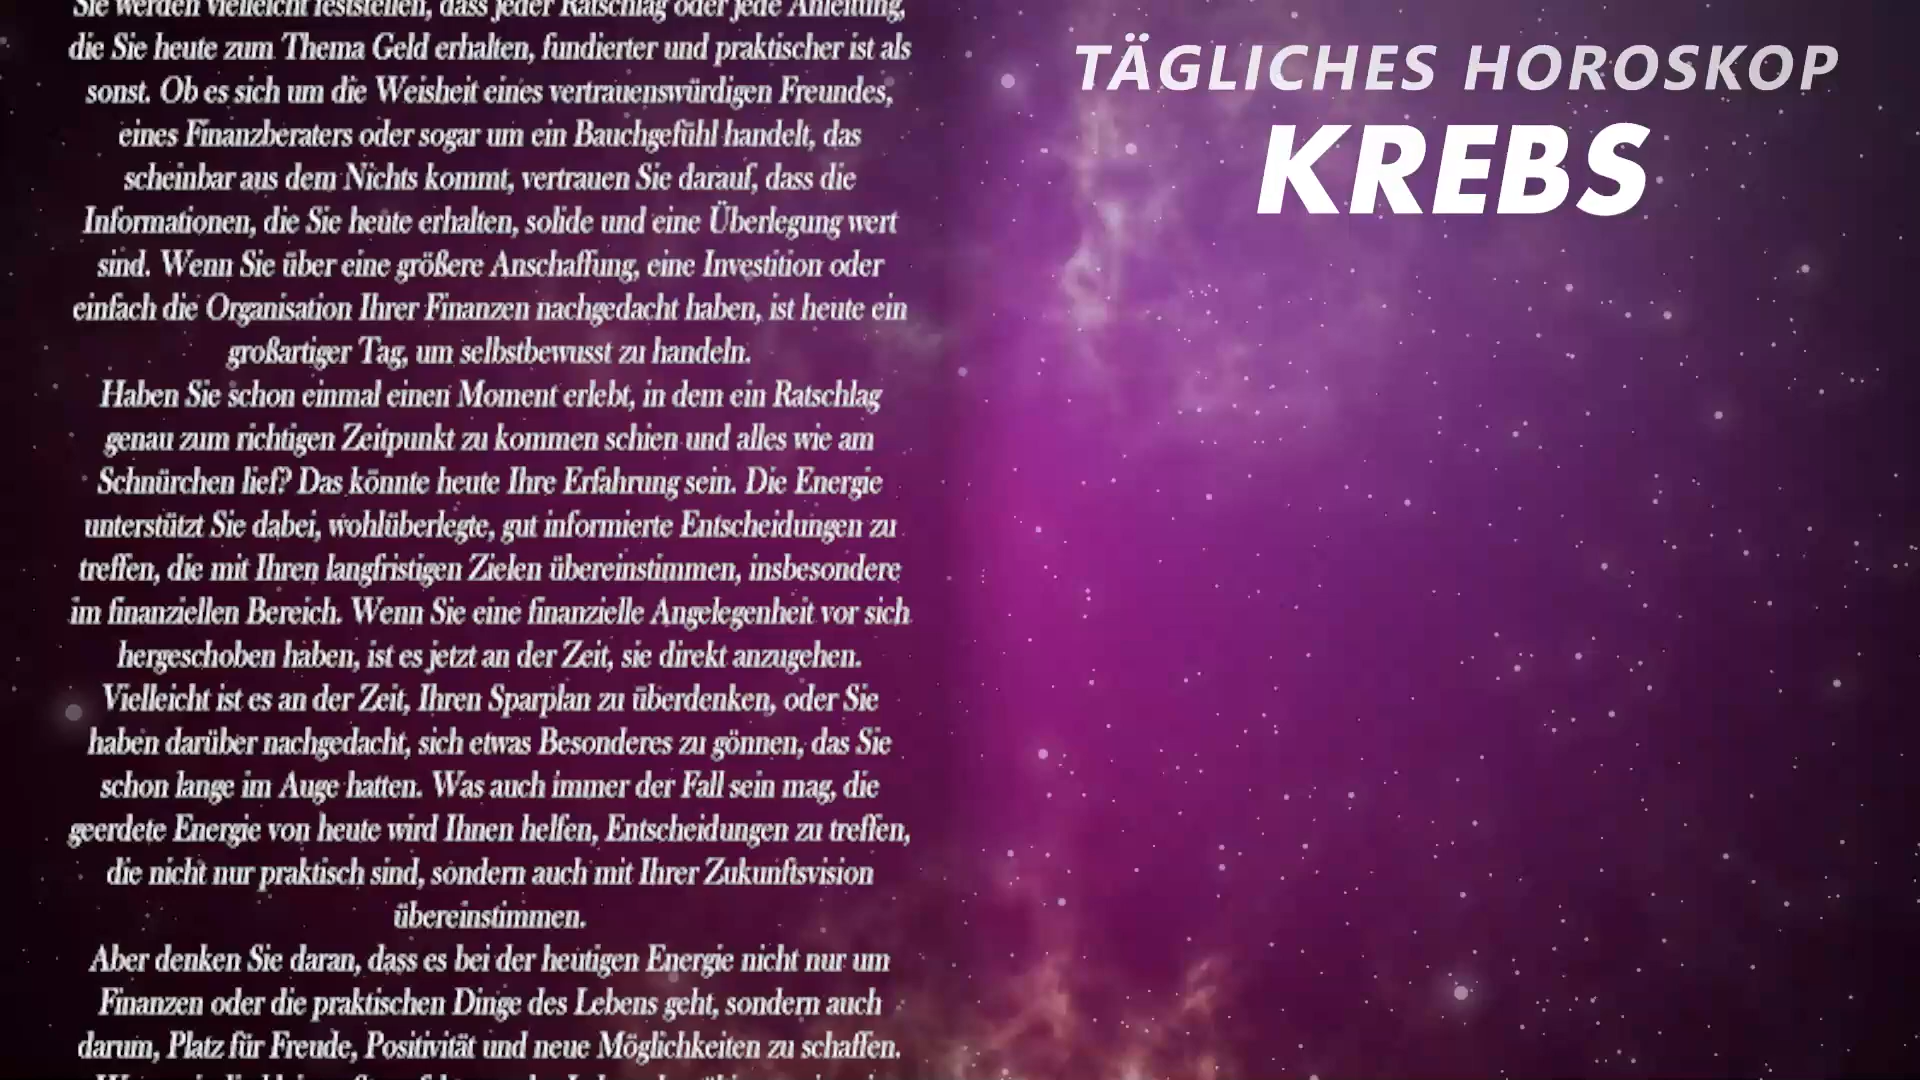 Sie werden vielleicht feststellen, dass jeder Ratschlag oder jede Anleitung,
die Sie heute zum Thema Geld erhalten, fundierter und praktischer ist als
sonst. Ob es sich um die Weisheit eines vertrauenswürdigen Freundes,
eines Finanzberaters oder sogar um ein Bauchgefühl handelt, das
scheinbar aus dem Nichts kommt, vertrauen Sie darauf, dass die
Informationen, die Sie heute erhalten, solide und eine Überlegung wert
sind. Wenn Sie über eine größere Anschaffung, eine Investition oder
einfach die Organisation Ihrer Finanzen nachgedacht haben, ist heute ein
großartiger Tag, um selbstbewusst zu handeln.
Haben Sie schon einmal einen Moment erlebt, in dem ein Ratschlag
genau zum richtigen Zeitpunkt zu kommen schien und alles wie am
Schnürchen lief? Das könnte heute Ihre Erfahrung sein. Die Energie
unterstützt Sie dabei, wohlüberlegte, gut informierte Entscheidungen zu
treffen, die mit Ihren langfristigen Zielen übereinstimmen, insbesondere
im finanziellen Bereich. Wenn Sie eine finanzielle Angelegenheit vor sich
hergeschoben haben, ist es jetzt an der Zeit, sie direkt anzugehen.
Vielleicht ist es an der Zeit, Ihren Sparplan zu überdenken, oder Sie
haben darüber nachgedacht, sich etwas Besonderes zu gönnen, das Sie
schon lange im Auge hatten. Was auch immer der Fall sein mag, die
geerdete Energie von heute wird Ihnen helfen, Entscheidungen zu treffen,
die nicht nur praktisch sind, sondern auch mit Ihrer Zukunftsvision
übereinstimmen.
Aber denken Sie daran, dass es bei der heutigen Energie nicht nur um
Finanzen oder die praktischen Dinge des Lebens geht, sondern auch
darum, Platz für Freude, Positivität und neue Möglichkeiten zu schaffen.
TÄGLICHES HOROSKOP
KREBS